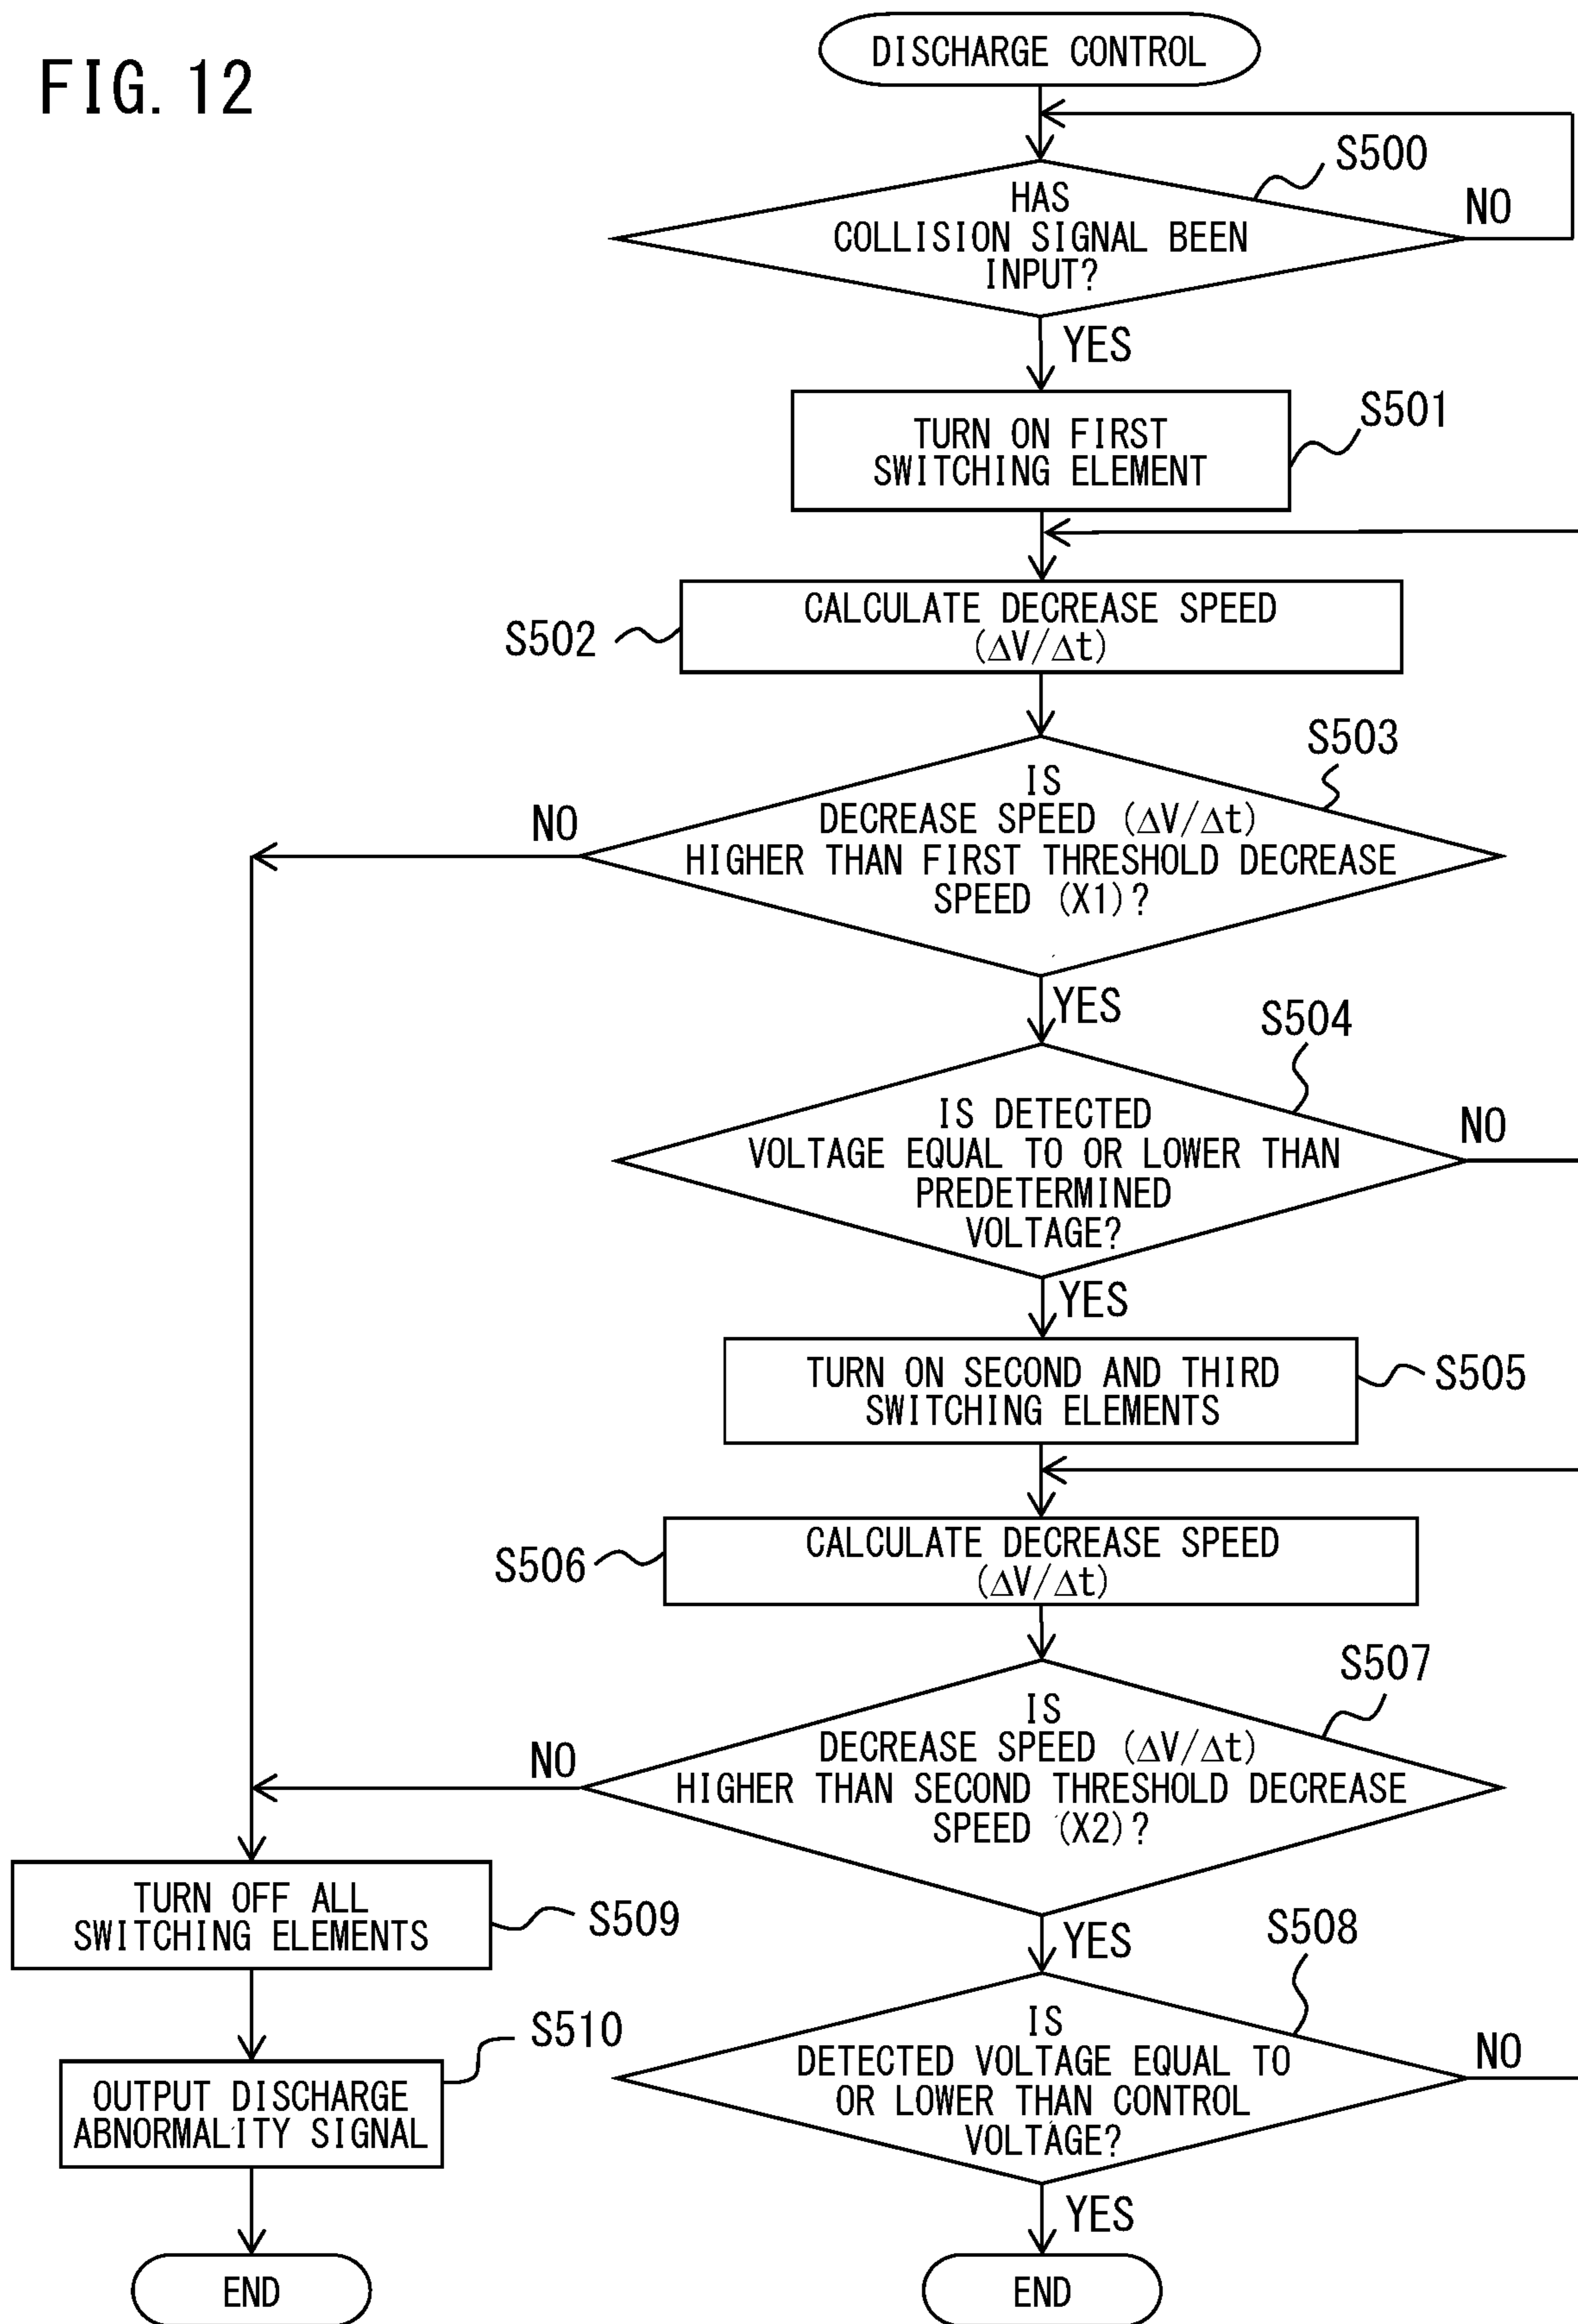 FIG. 12
DISCHARGE CONTROL
S500
HAS
COLLISION SIGNAL BEEN
INPUT?
NO
YES
S501
TURN ON FIRST
SWITCHING ELEMENT
S502
CALCULATE DECREASE SPEED
(ΔV/Δt)
S503
IS
DECREASE SPEED (ΔV/Δt)
HIGHER THAN FIRST THRESHOLD DECREASE
SPEED (X1)?
NO
YES
S504
IS DETECTED
VOLTAGE EQUAL TO OR LOWER THAN
PREDETERMINED
VOLTAGE?
NO
YES
S505
TURN ON SECOND AND THIRD
SWITCHING ELEMENTS
S506
CALCULATE DECREASE SPEED
(ΔV/Δt)
S507
IS
DECREASE SPEED (ΔV/Δt)
HIGHER THAN SECOND THRESHOLD DECREASE
SPEED (X2)?
NO
YES
S508
IS
DETECTED VOLTAGE EQUAL TO
OR LOWER THAN CONTROL
VOLTAGE?
NO
YES
END
TURN OFF ALL
SWITCHING ELEMENTS
S509
S510
OUTPUT DISCHARGE
ABNORMALITY SIGNAL
END